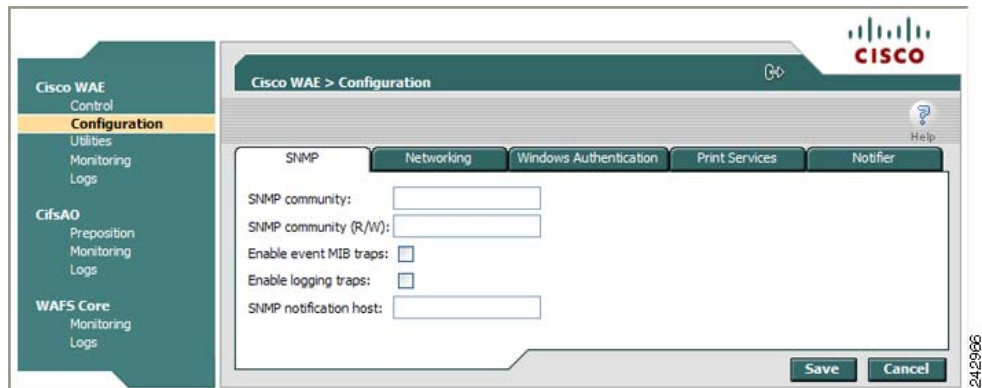 CISCO
Cisco WAE > Configuration
Help
Cisco WAE
Control
Configuration
Utilities
Monitoring
Logs
CifsAO
Preposition
Monitoring
Logs
WAFS Core
Monitoring
Logs
SNMP Networking Windows Authentication Print Services Notifier
SNMP community:
SNMP community (R/W):
Enable event MIB traps:
Enable logging traps:
SNMP notification host:
Save Cancel
242966